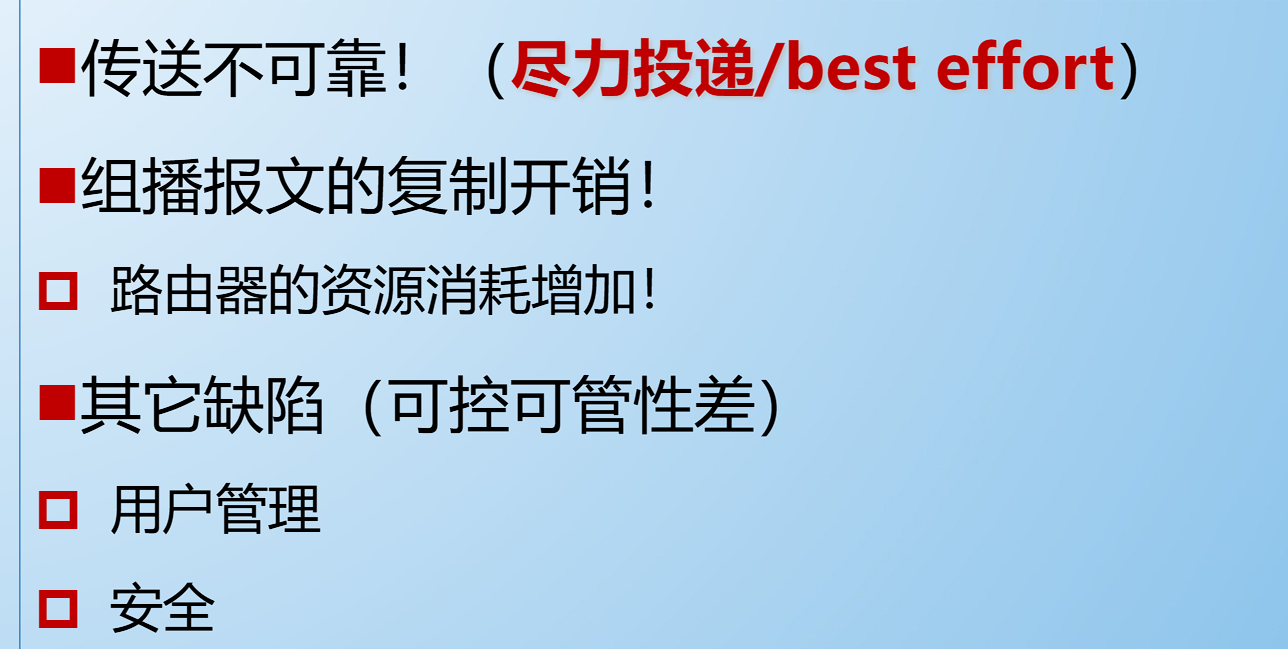 传送不可靠！（尽力投递/best effort）
组播报文的复制开销！
路由器的资源消耗增加！
其它缺陷（可控可管性差）
用户管理
安全